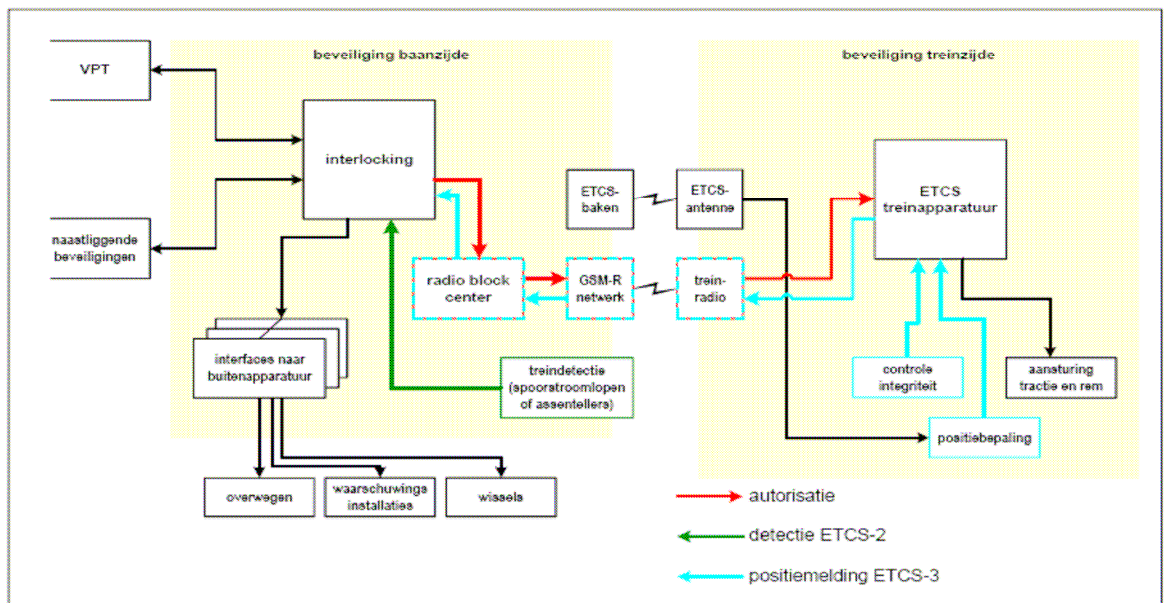 beveiliging baanzijde
beveiliging treinzijde
VPT
interlocking
ETCS-
baken
ETCS-
antenne
ETCS
treinapparatuur
naastliggende
beveiligingen
radio block
center
GSM-R
netwerk
trein-
radio
interfaces naar
buitenapparatuur
treindetectie
(spoorstroomlopen
of assentellers)
controle
integriteit
aansturing
tractie en rem
positiebepaling
overwegen
waarschuwings
installaties
wissels
autorisatie
detectie ETCS-2
positiemelding ETCS-3